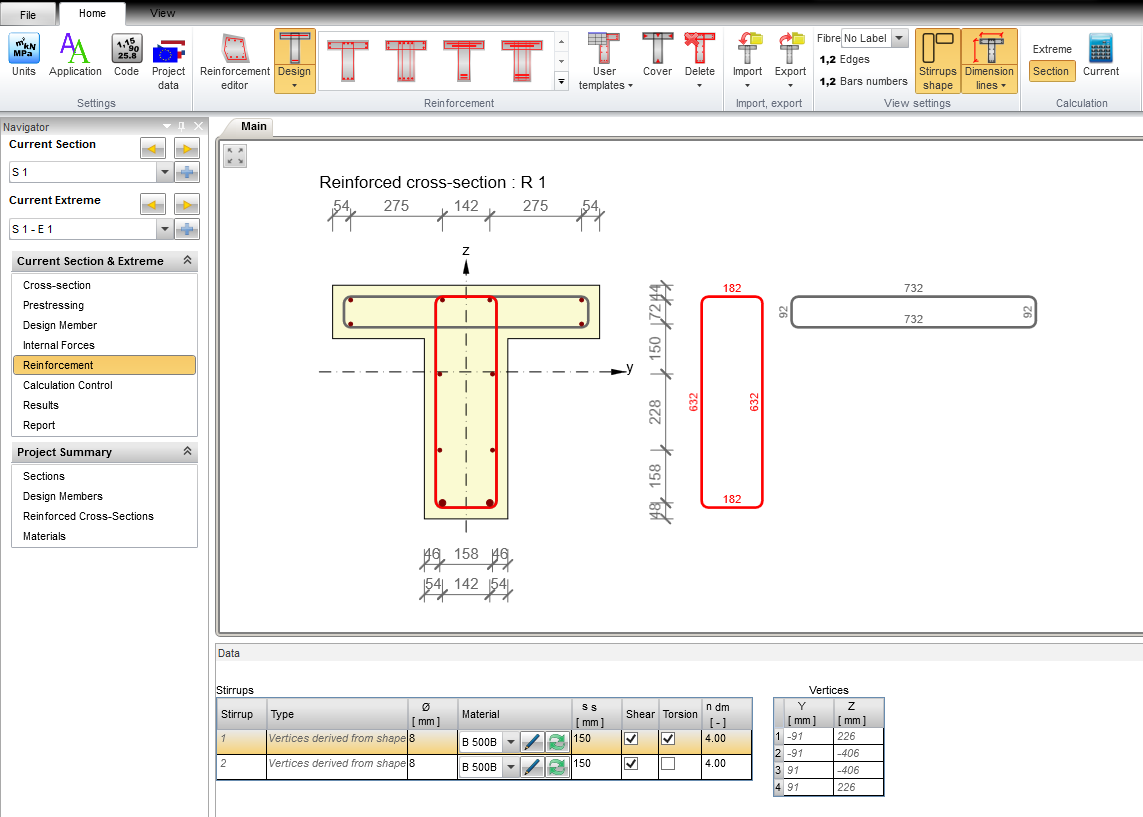 File Home View
m²kN MPa
Units
Application
1,15 .90 25.8
Code
Project data
Settings
Reinforcement editor
Design
Reinforcement
User templates
Cover
Delete
Import
Export
Import, export
Fibre No Label
1,2 Edges
1,2 Bars numbers
Stirrups shape
Dimension lines
View settings
Extreme
Section
Current
Calculation
Navigator
Current Section
S 1
Current Extreme
S 1 - E 1
Current Section & Extreme
Cross-section
Prestressing
Design Member
Internal Forces
Reinforcement
Calculation Control
Results
Report
Project Summary
Sections
Design Members
Reinforced Cross-Sections
Materials
Main
Reinforced cross-section : R 1
54 275 142 275 54
z
y
44
72
150
228
158
48
46 158 46
54 142 54
182
632 632
182
732
92 92
732
Data
Stirrups
Stirrup Type Ø [ mm ] Material s s [ mm ] Shear Torsion n dm [ - ]
1 Vertices derived from shape 8 B 500B 150 4.00
2 Vertices derived from shape 8 B 500B 150 4.00
Vertices
Y [ mm ] Z [ mm ]
1 -91 226
2 -91 -406
3 91 -406
4 91 226